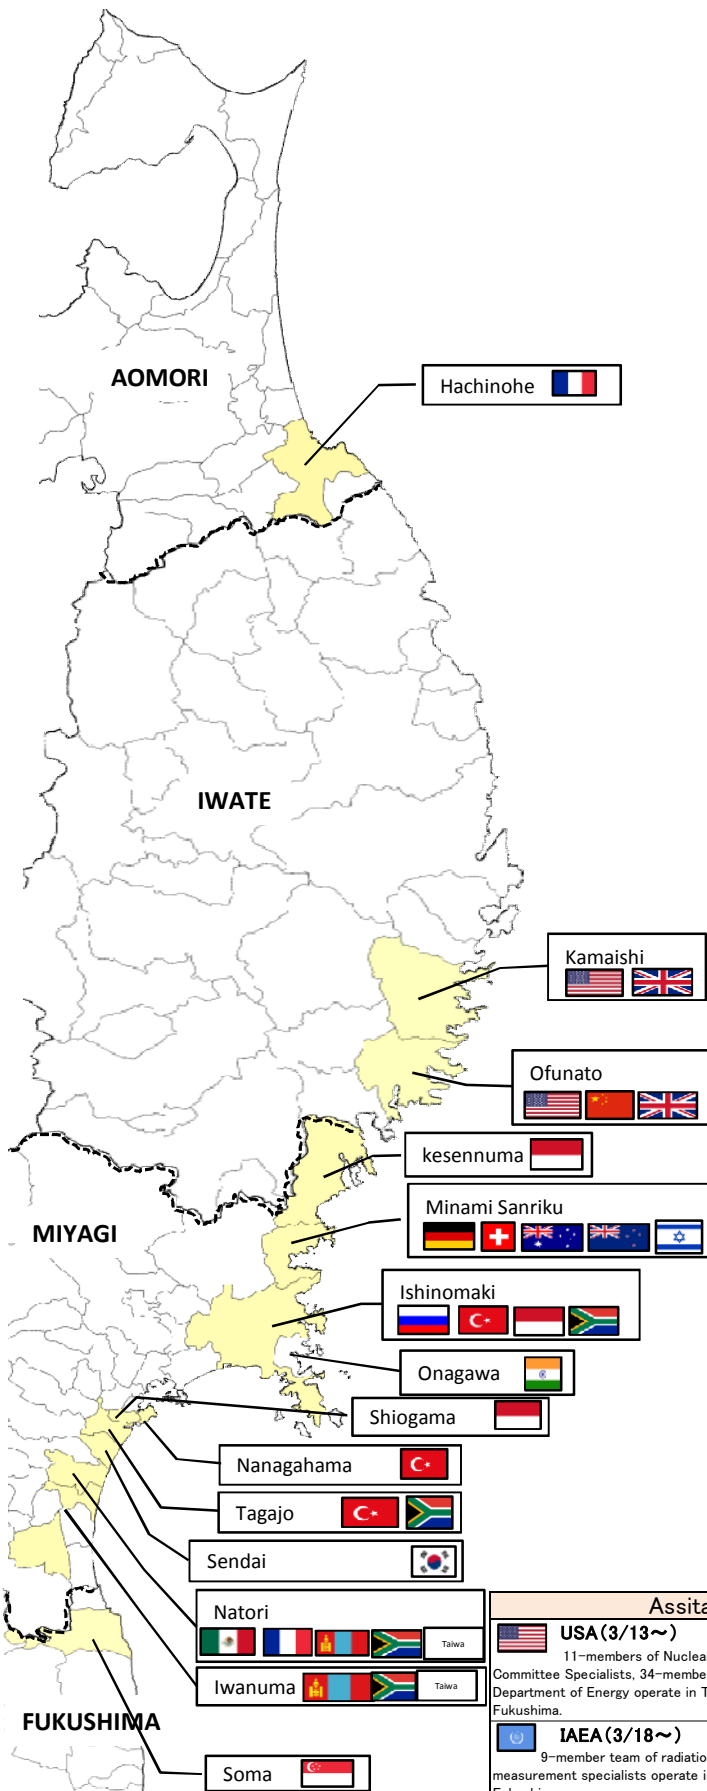 AOMORI
Hachinohe
IWATE
Kamaishi
Ofunato
kesennuma
MIYAGI
Minami Sanriku
Ishinomaki
Onagawa
Shiogama
Nanagahama
Tagajo
Sendai
Natori
Taiwa
Iwanuma
Taiwa
FUKUSHIMA
Soma
Assita
USA(3/13～)
11-members of Nuclea
Committee Specialists, 34-membe
Department of Energy operate in T
Fukushima.
IAEA(3/18～)
9-member team of radiatio
measurement specialists operate i